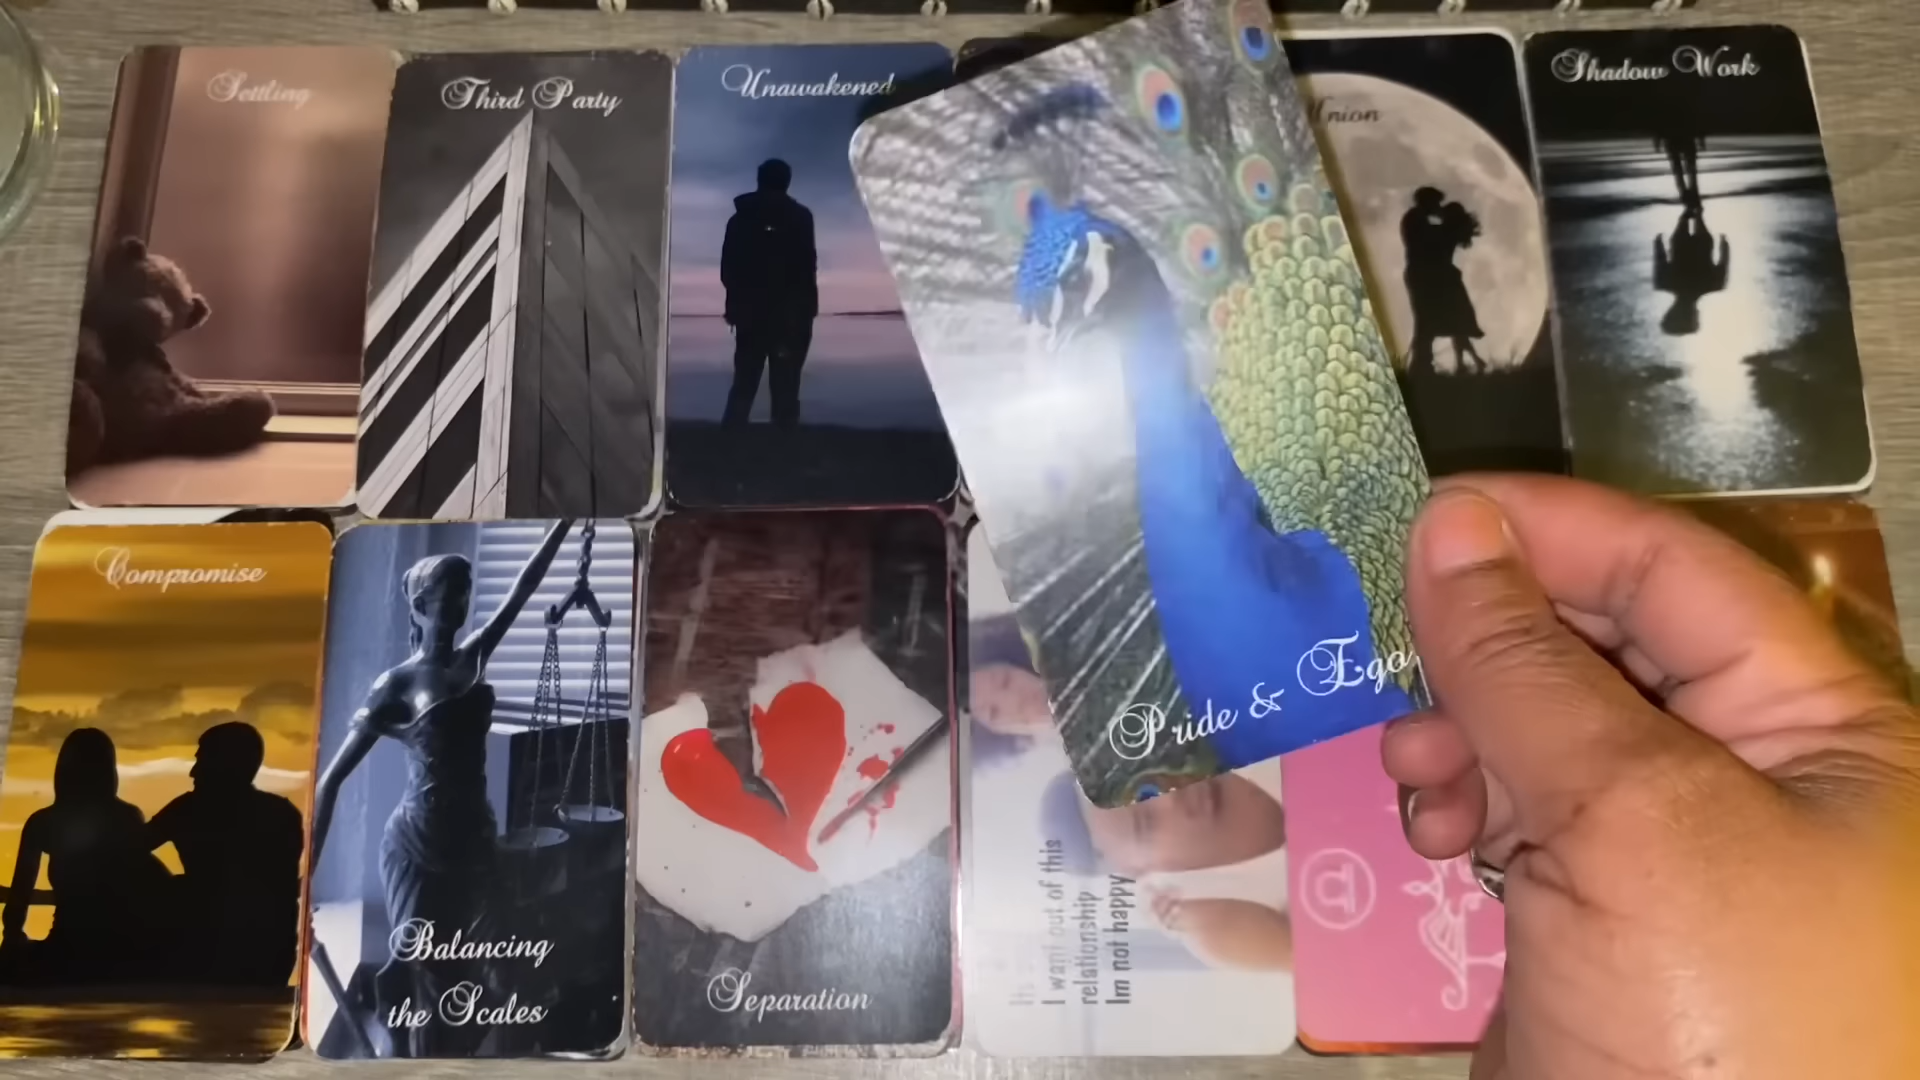 Settling
Third Party
Unawakened
Union
Shadow Work
Pride & Ego
Compromise
Balancing
the Scales
Separation
I want out of this
relationship
Im not happy